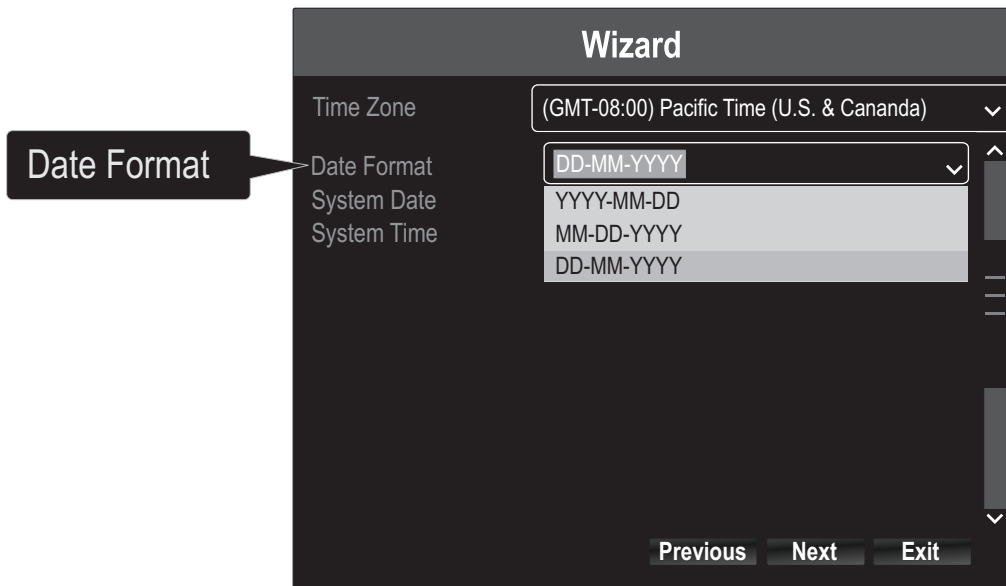 Wizard
Time Zone (GMT-08:00) Pacific Time (U.S. & Cananda)
Date Format
Date Format DD-MM-YYYY
System Date YYYY-MM-DD
System Time MM-DD-YYYY
DD-MM-YYYY
Previous Next Exit